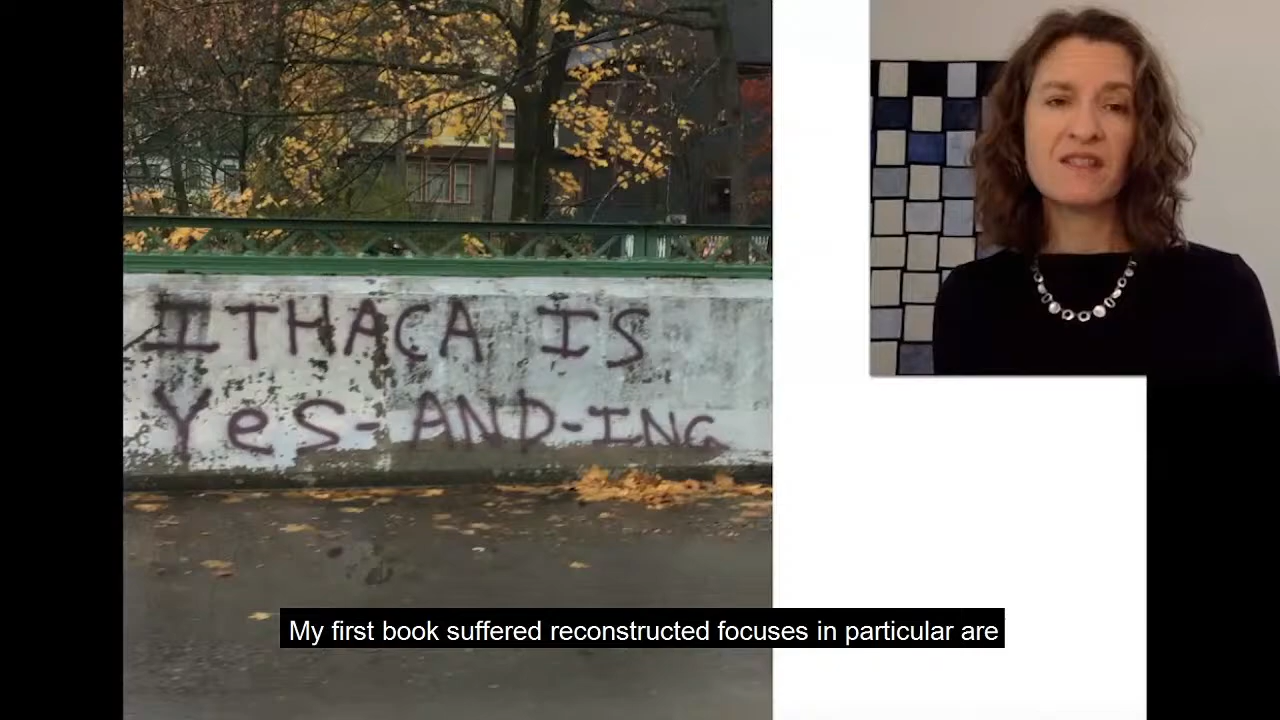 ITHACA IS
Yes-AND-ING
My first book suffered reconstructed focuses in particular are